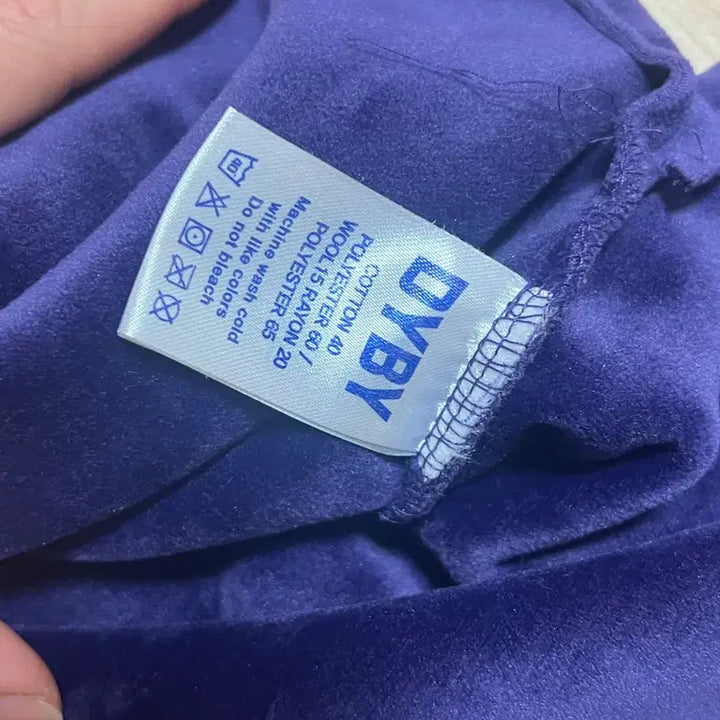 DYBY
COTTON 40
POLYESTER 60 /
WOOL 15 RAYON 20
POLYESTER 65
Machine wash cold
with like colors
Do not bleach
40